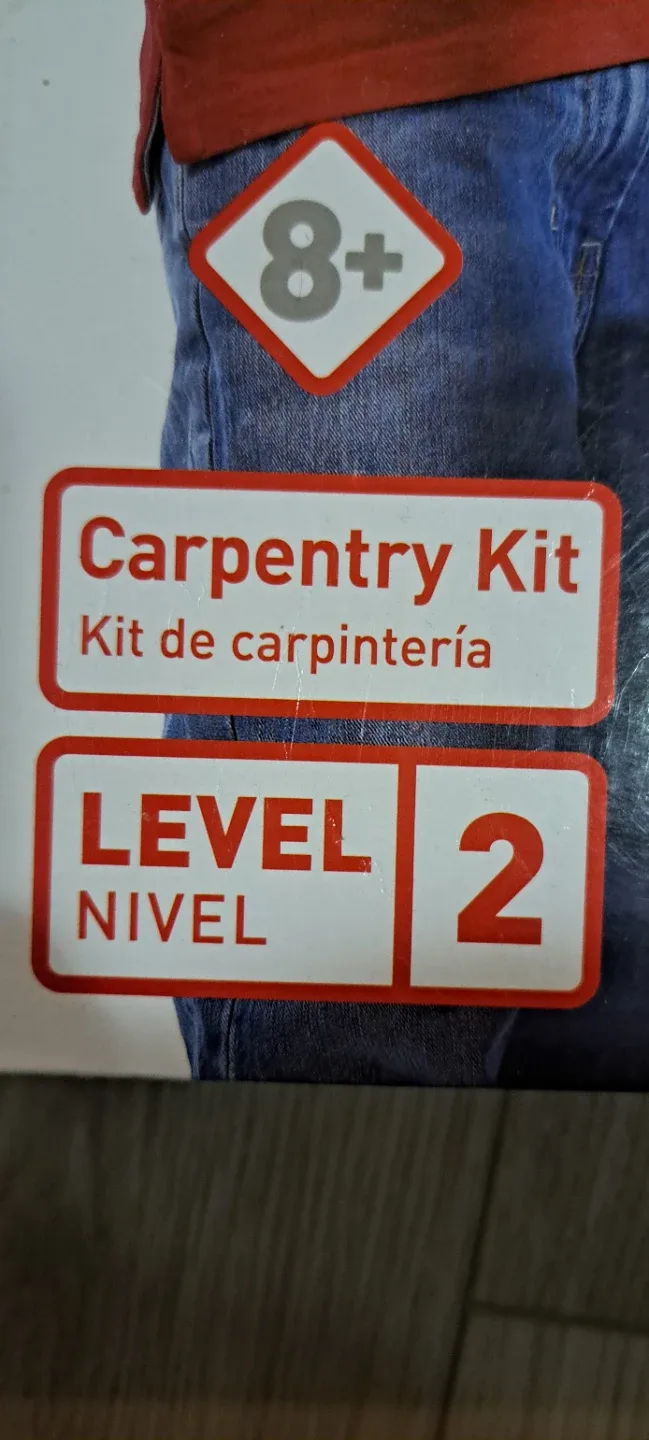 8+
Carpentry Kit
Kit de carpintería
LEVEL
NIVEL
2